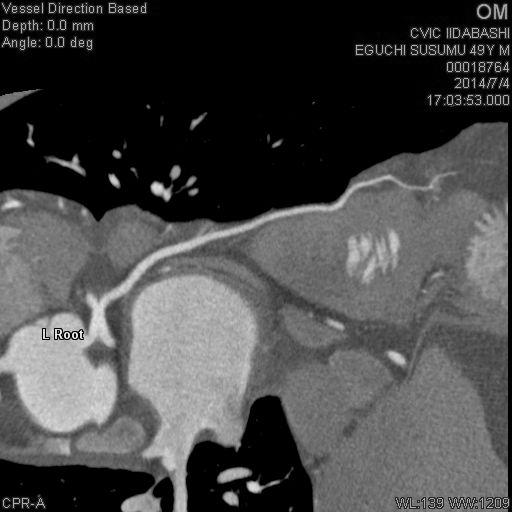 Vessel Direction Based
Depth: 0.0 mm
Angle: 0.0 deg
OM
CVIC IIDABASHI
EGUCHI SUSUMU 49Y M
00018764
2014/7/4
17:03:53.000
L Root
CPR-A
WL:139 WW:1209